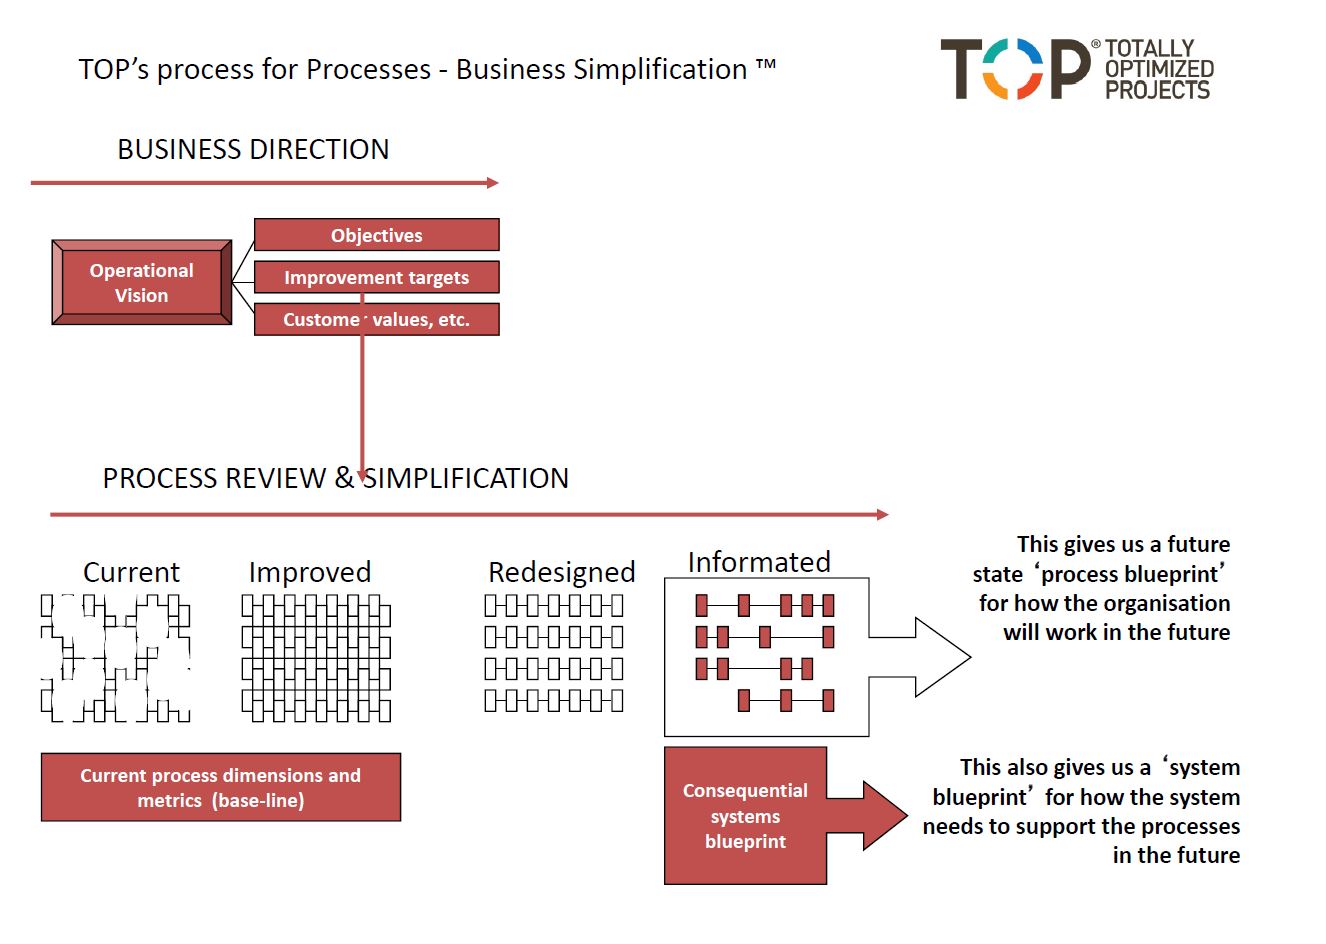 TOP’s process for Processes - Business Simplification ™
TOP® TOTALLY
OPTIMIZED
PROJECTS
BUSINESS DIRECTION
Operational
Vision
Objectives
Improvement targets
Customer values, etc.
PROCESS REVIEW & SIMPLIFICATION
Current
Improved
Redesigned
Informated
This gives us a future
state ‘process blueprint’
for how the organisation
will work in the future
Current process dimensions and
metrics (base-line)
Consequential
systems
blueprint
This also gives us a ‘system
blueprint’ for how the system
needs to support the processes
in the future